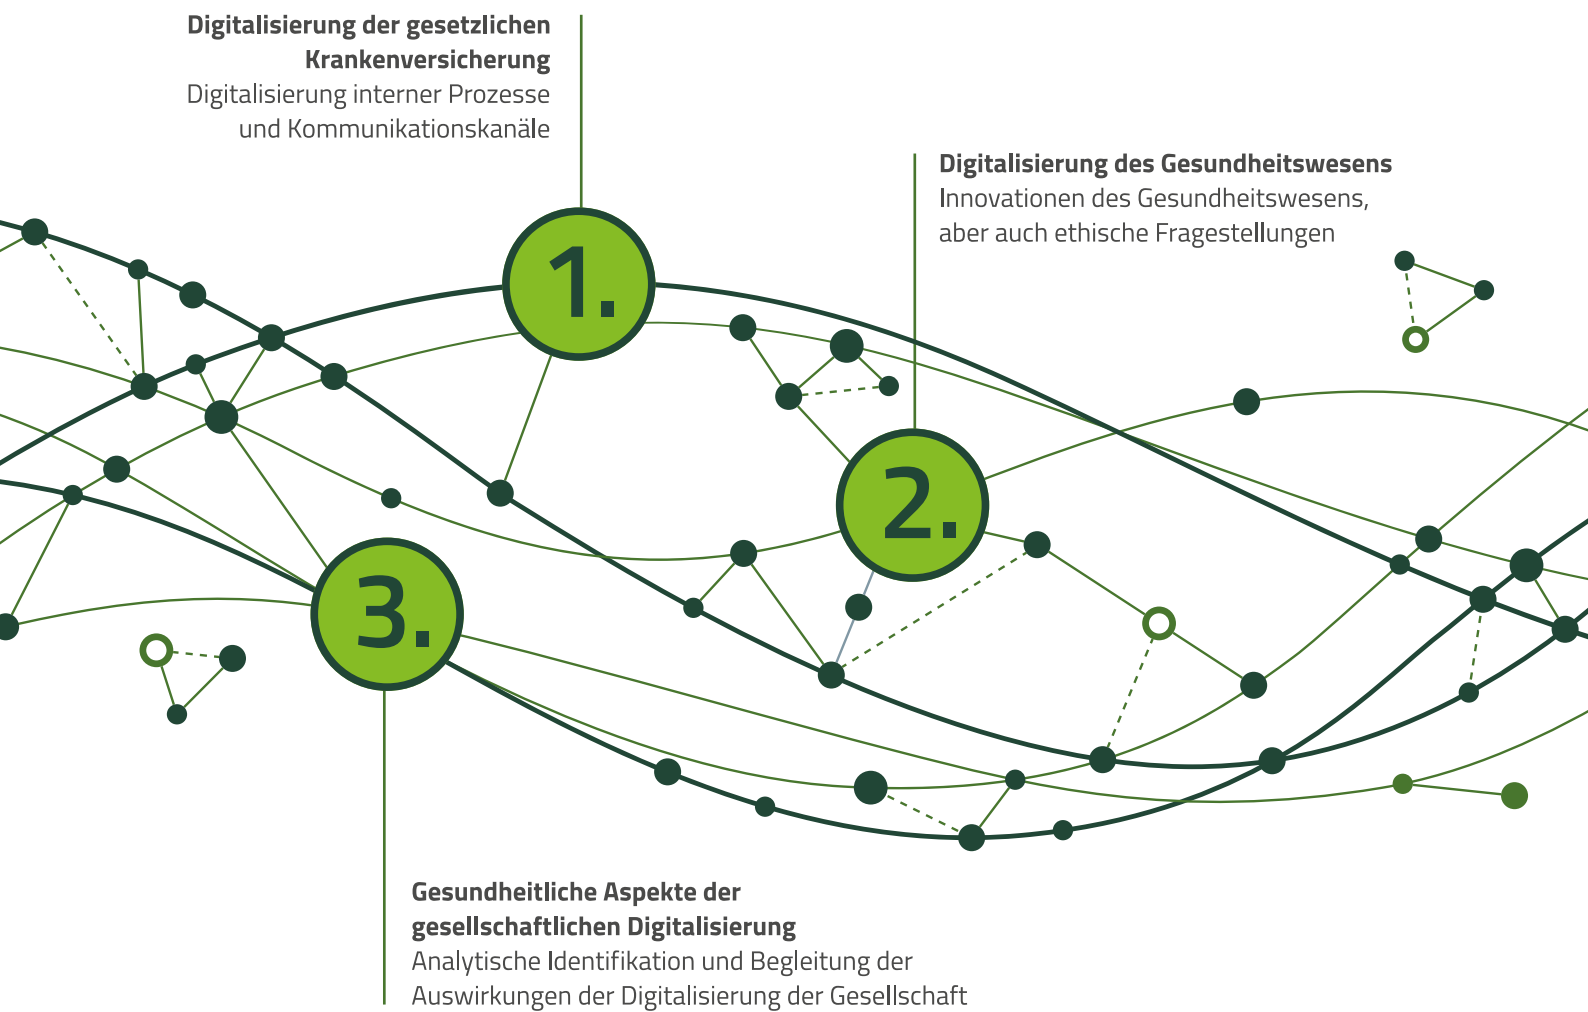 Digitalisierung der gesetzlichen
Krankenversicherung
Digitalisierung interner Prozesse
und Kommunikationskanäle
1.
Digitalisierung des Gesundheitswesens
Innovationen des Gesundheitswesens,
aber auch ethische Fragestellungen
2.
3.
Gesundheitliche Aspekte der
gesellschaftlichen Digitalisierung
Analytische Identifikation und Begleitung der
Auswirkungen der Digitalisierung der Gesellschaft